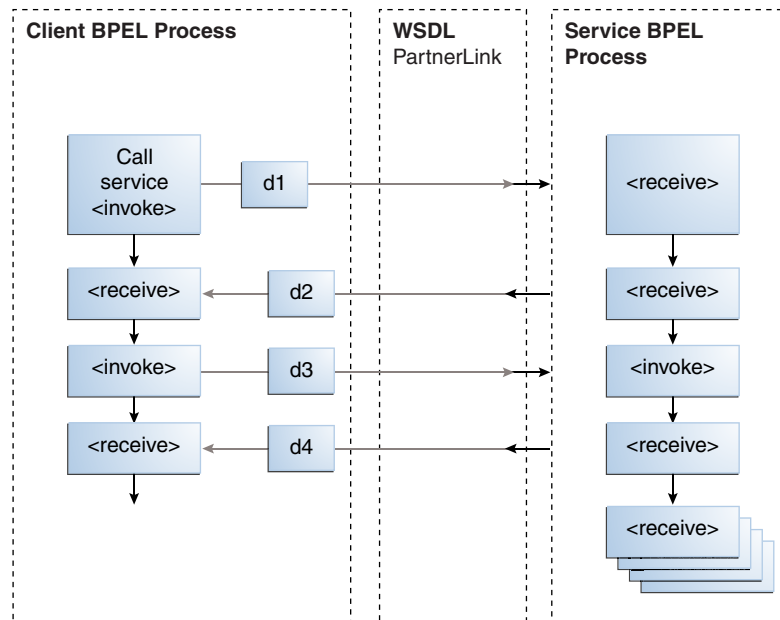 Client BPEL Process
WSDL
PartnerLink
Service BPEL
Process
Call
service
<invoke>
d1
<receive>
<receive>
d2
<receive>
<invoke>
d3
<invoke>
<receive>
d4
<receive>
<receive>